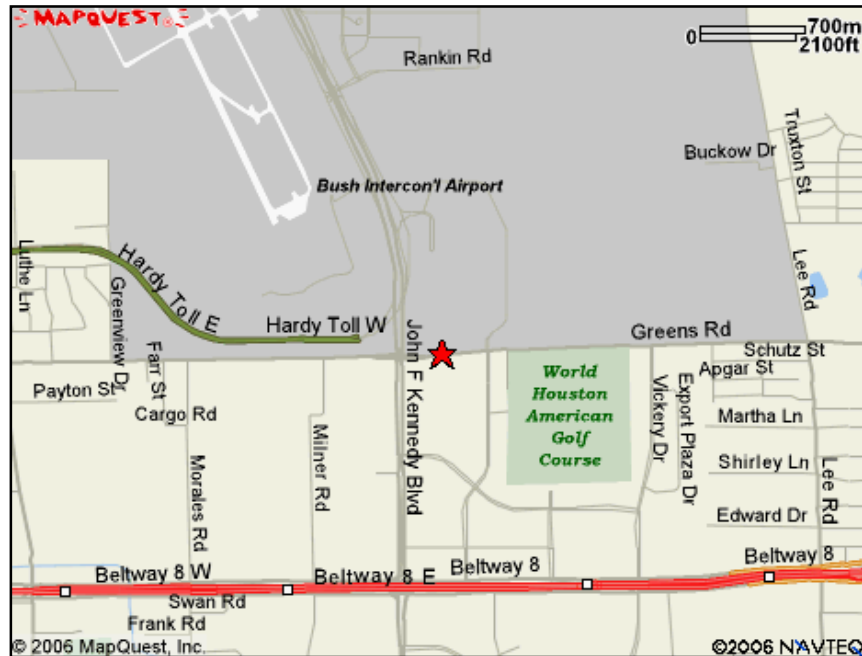 MAPQUEST
700m
0
2100ft
Rankin Rd
Truxton St
Buckow Dr
Bush Intercon'l Airport
Luthe Ln
Hardy Toll E
Lee Rd
Greenview Dr
Hardy Toll W
John F Kennedy Blvd
Greens Rd
Farr St
Schutz St
Apgar St
Payton St
World
Houston
American
Golf
Course
Vickery Dr
Export Plaza Dr
Cargo Rd
Martha Ln
Milner Rd
Morales Rd
Shirley Ln
Lee Rd
Edward Dr
Beltway 8
Beltway 8 W
Beltway 8 E
Beltway 8
Swan Rd
Frank Rd
© 2006 MapQuest, Inc.
©2006 NAVTEQ